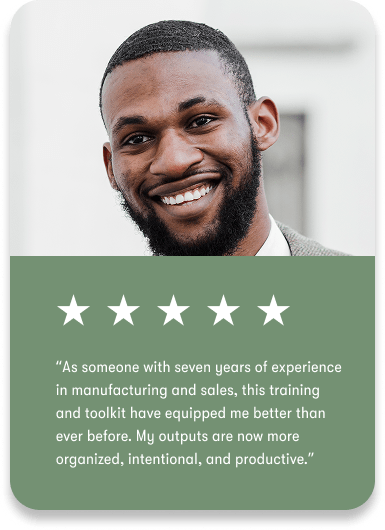 “As someone with seven years of experience
in manufacturing and sales, this training
and toolkit have equipped me better than
ever before. My outputs are now more
organized, intentional, and productive.”